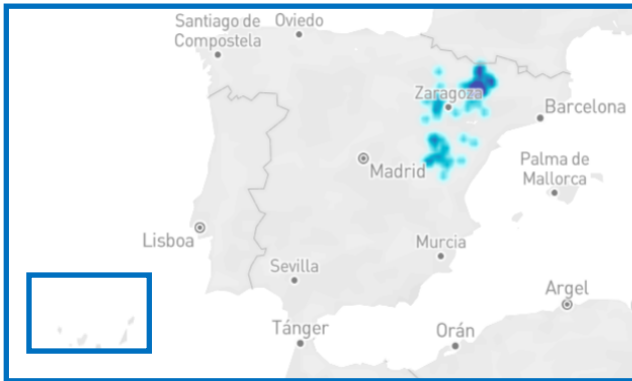 Santiago de
Compostela
Oviedo
Zaragoza
Barcelona
Madrid
Palma de
Mallorca
Lisboa
Murcia
Sevilla
Argel
Tánger
Orán